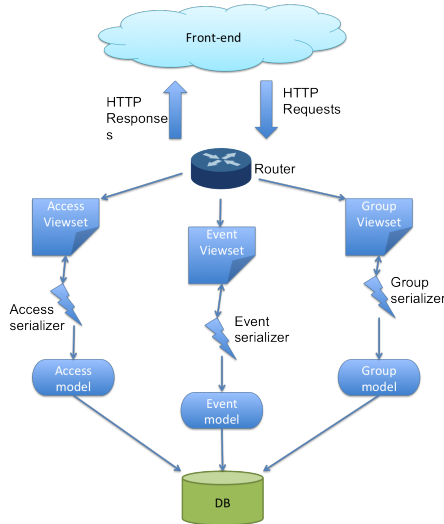 Front-end
HTTP
Response
s
HTTP
Requests
Router
Access
Viewset
Event
Viewset
Group
Viewset
Access
serializer
Event
serializer
Group
serializer
Access
model
Event
model
Group
model
DB